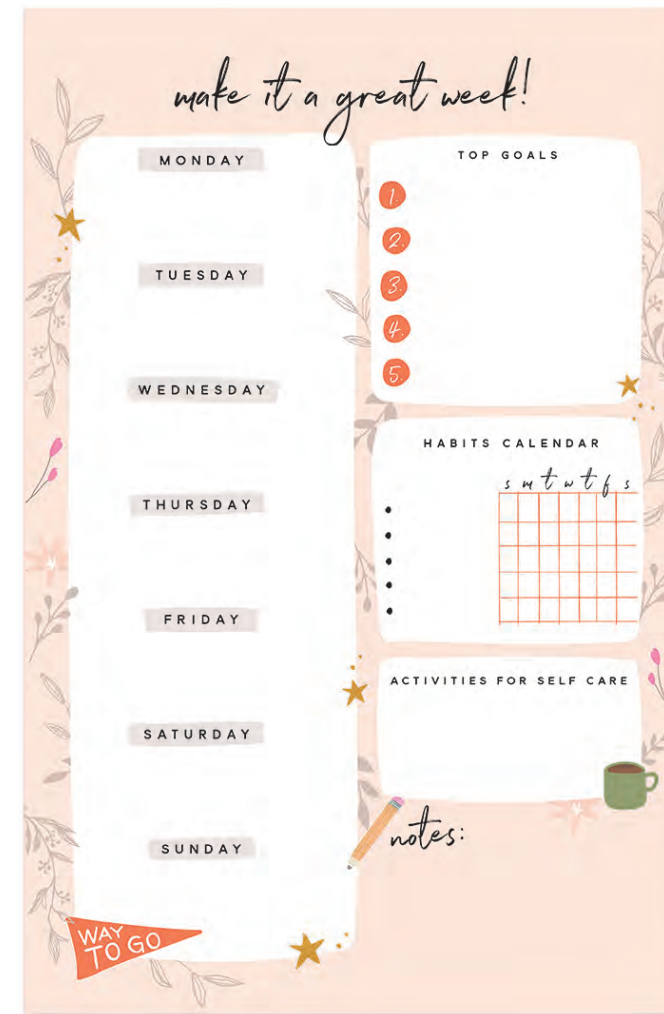 make it a great week!
MONDAY
TUESDAY
WEDNESDAY
THURSDAY
FRIDAY
SATURDAY
SUNDAY
WAY
TO GO
TOP GOALS
1.
2.
3.
4.
5.
HABITS CALENDAR
s m t w t f s
ACTIVITIES FOR SELF CARE
notes: